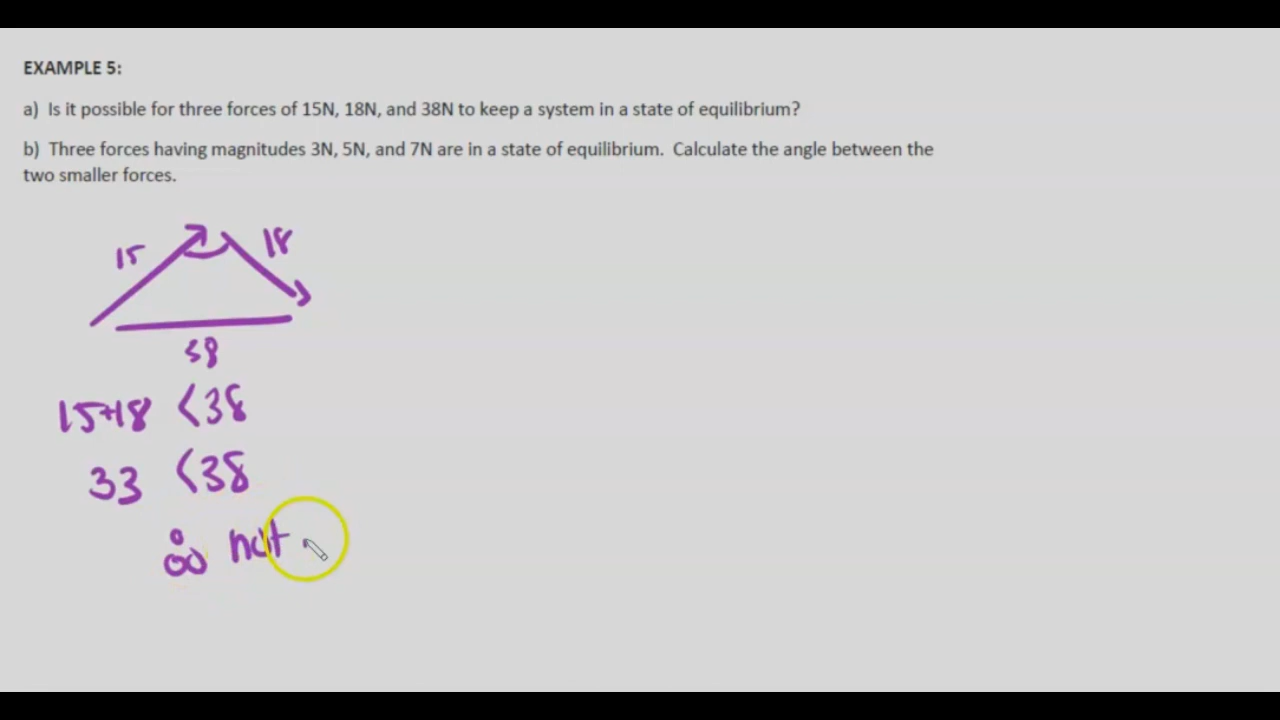 EXAMPLE 5:
a) Is it possible for three forces of 15N, 18N, and 38N to keep a system in a state of equilibrium?
b) Three forces having magnitudes 3N, 5N, and 7N are in a state of equilibrium. Calculate the angle between the
two smaller forces.
15
18
38
15+18 <38
33 <38
∴ not